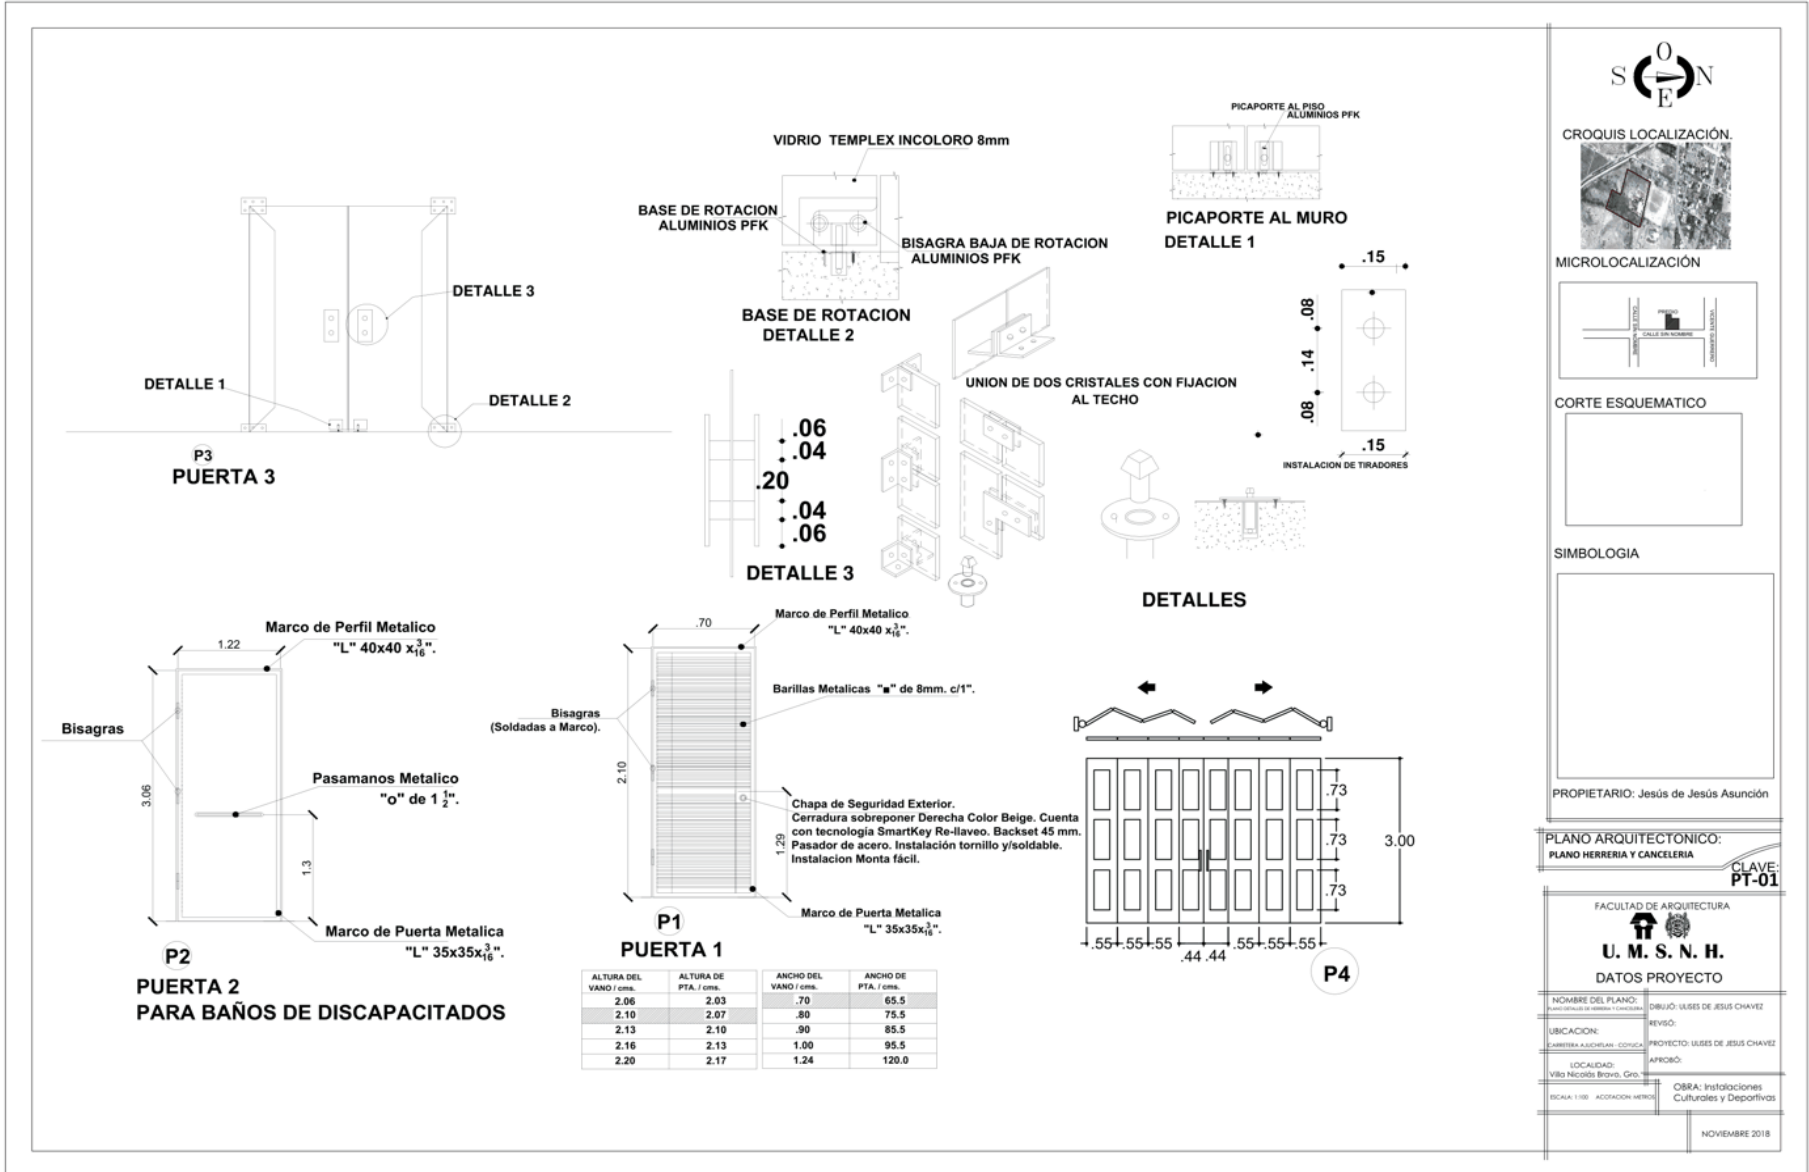 VIDRIO TEMPLEX INCOLORO 8mm
BASE DE ROTACION
ALUMINIOS PFK
BISAGRA BAJA DE ROTACION
ALUMINIOS PFK
BASE DE ROTACION
DETALLE 2
PICAPORTE AL PISO
ALUMINIOS PFK
PICAPORTE AL MURO
DETALLE 1
DETALLE 3
DETALLE 1
DETALLE 2
P3
PUERTA 3
.06
.04
.20
.04
.06
DETALLE 3
UNION DE DOS CRISTALES CON FIJACION
AL TECHO
.15
.08
.14
.08
.15
INSTALACION DE TIRADORES
DETALLES
Marco de Perfil Metalico
"L" 40x40 x3/16".
1.22
3.06
Bisagras
Pasamanos Metalico
"o" de 1 1/2".
1.3
Marco de Puerta Metalica
"L" 35x35x3/16".
P2
PUERTA 2
PARA BAÑOS DE DISCAPACITADOS
Marco de Perfil Metalico
"L" 40x40 x3/16".
.70
2.10
Barillas Metalicas "■" de 8mm. c/1".
Bisagras
(Soldadas a Marco).
Chapa de Seguridad Exterior.
Cerradura sobreponer Derecha Color Beige. Cuenta
con tecnología SmartKey Re-llaveo. Backset 45 mm.
Pasador de acero. Instalación tornillo y/soldable.
Instalacion Monta fácil.
1.29
Marco de Puerta Metalica
"L" 35x35x3/16".
P1
PUERTA 1
ALTURA DEL VANO / cms. ALTURA DE PTA. / cms. ANCHO DEL VANO / cms. ANCHO DE PTA. / cms.
2.06 2.03 .70 65.5
2.10 2.07 .80 75.5
2.13 2.10 .90 85.5
2.16 2.13 1.00 95.5
2.20 2.17 1.24 120.0
.73
.73
.73
3.00
.55 .55 .55 .44 .44 .55 .55 .55
P4
O
S N
E
CROQUIS LOCALIZACIÓN.
MICROLOCALIZACIÓN
CALLE SIN NOMBRE
PREDIO
CALLE SIN NOMBRE
VICENTE GUERRERO
CORTE ESQUEMATICO
SIMBOLOGIA
PROPIETARIO: Jesús de Jesús Asunción
PLANO ARQUITECTONICO:
PLANO HERRERIA Y CANCELERIA
CLAVE:
PT-01
FACULTAD DE ARQUITECTURA
U. M. S. N. H.
DATOS PROYECTO
NOMBRE DEL PLANO:
PLANO DETALLES DE HERRERIA Y CANCELERIA
DIBUJÓ: ULISES DE JESUS CHAVEZ
REVISÓ:
UBICACION:
CARRETERA AJUCHITLAN - COYUCA
PROYECTO: ULISES DE JESUS CHAVEZ
APROBÓ:
LOCALIDAD:
Villa Nicolás Bravo, Gro.
OBRA: Instalaciones
Culturales y Deportivas
ESCALA: 1:100 ACOTACION: METROS
NOVIEMBRE 2018